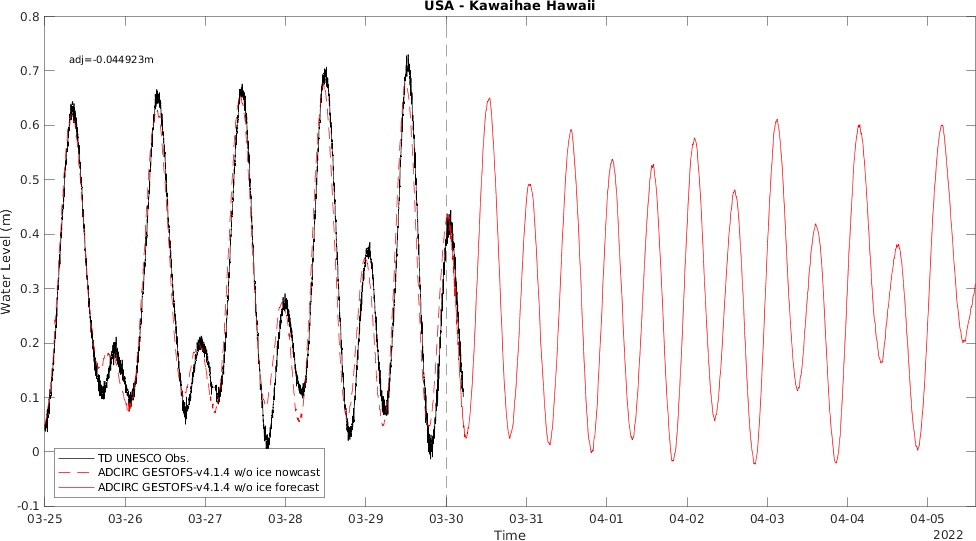 USA - Kawaihae Hawaii
adj=-0.044923m
Water Level (m)
0.8
0.7
0.6
0.5
0.4
0.3
0.2
0.1
0
-0.1
TD UNESCO Obs.
ADCIRC GESTOFS-v4.1.4 w/o ice nowcast
ADCIRC GESTOFS-v4.1.4 w/o ice forecast
03-25 03-26 03-27 03-28 03-29 03-30 03-31 04-01 04-02 04-03 04-04 04-05
Time
2022